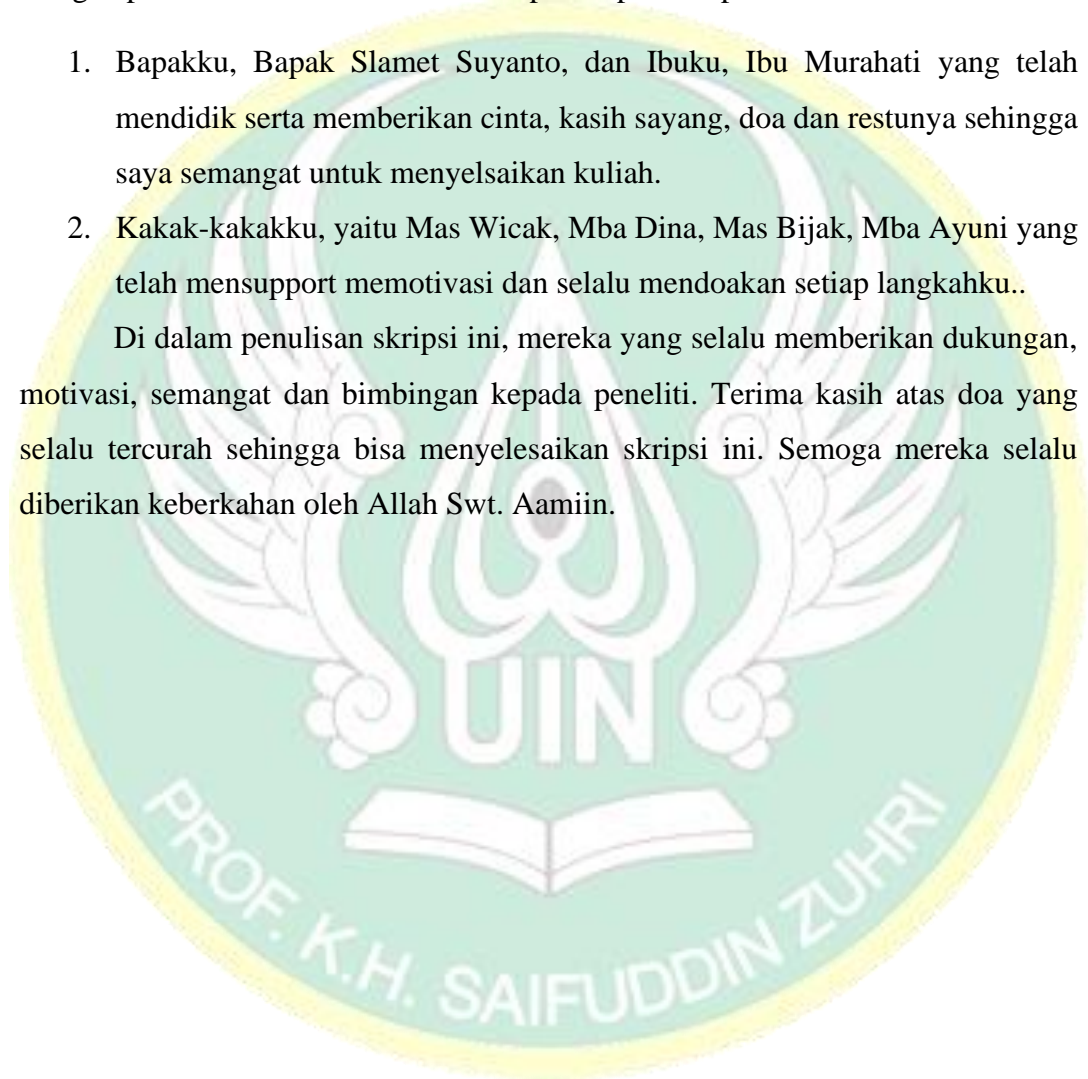 1. Bapakku, Bapak Slamet Suyanto, dan Ibuku, Ibu Murahati yang telah
mendidik serta memberikan cinta, kasih sayang, doa dan restunya sehingga
saya semangat untuk menyelsaikan kuliah.
2. Kakak-kakakku, yaitu Mas Wicak, Mba Dina, Mas Bijak, Mba Ayuni yang
telah mensupport memotivasi dan selalu mendoakan setiap langkahku..
Di dalam penulisan skripsi ini, mereka yang selalu memberikan dukungan,
motivasi, semangat dan bimbingan kepada peneliti. Terima kasih atas doa yang
selalu tercurah sehingga bisa menyelesaikan skripsi ini. Semoga mereka selalu
diberikan keberkahan oleh Allah Swt. Aamiin.
UIN
PROF. K.H. SAIFUDDIN ZUHRI